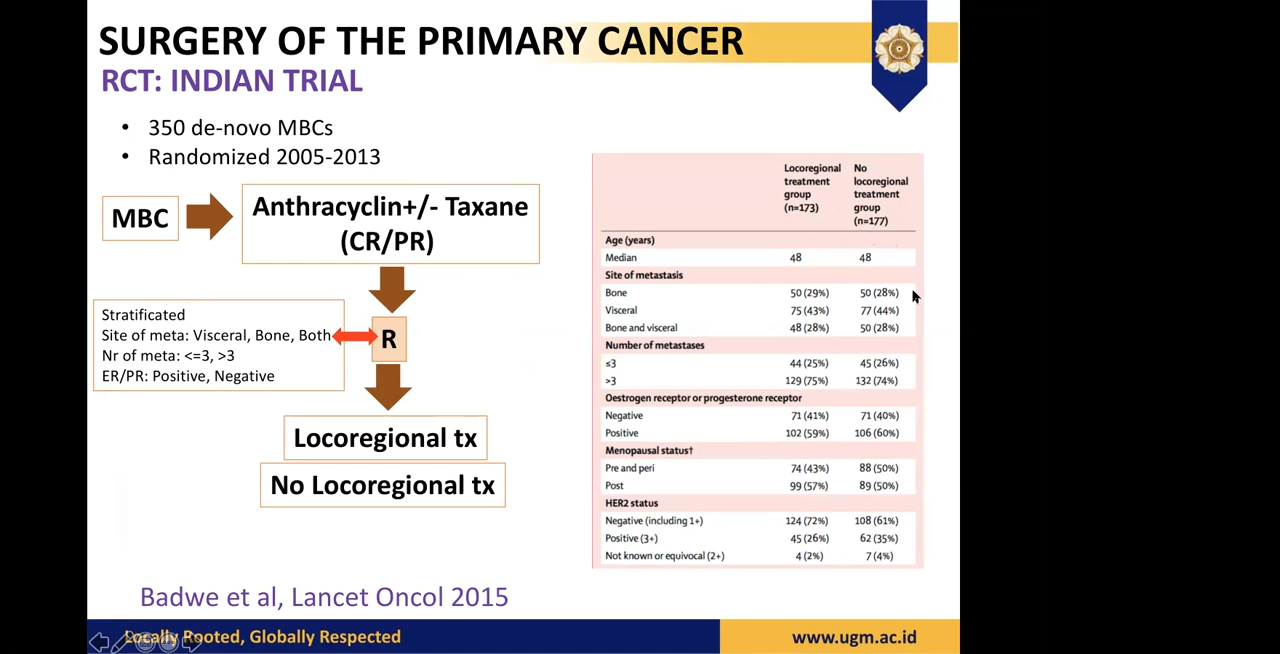 SURGERY OF THE PRIMARY CANCER
RCT: INDIAN TRIAL
• 350 de-novo MBCs
• Randomized 2005-2013
MBC
Anthracyclin+/- Taxane
(CR/PR)
Stratificated
Site of meta: Visceral, Bone, Both
Nr of meta: <=3, >3
ER/PR: Positive, Negative
R
Locoregional tx
No Locoregional tx
Locoregional treatment group (n=173) No locoregional treatment group (n=177)
Age (years)
Median 48 48
Site of metastasis
Bone 50 (29%) 50 (28%)
Visceral 75 (43%) 77 (44%)
Bone and visceral 48 (28%) 50 (28%)
Number of metastases
≤3 44 (25%) 45 (26%)
>3 129 (75%) 132 (74%)
Oestrogen receptor or progesterone receptor
Negative 71 (41%) 71 (40%)
Positive 102 (59%) 106 (60%)
Menopausal status†
Pre and peri 74 (43%) 88 (50%)
Post 99 (57%) 89 (50%)
HER2 status
Negative (including 1+) 124 (72%) 108 (61%)
Positive (3+) 45 (26%) 62 (35%)
Not known or equivocal (2+) 4 (2%) 7 (4%)
Badwe et al, Lancet Oncol 2015
Locally Rooted, Globally Respected
www.ugm.ac.id